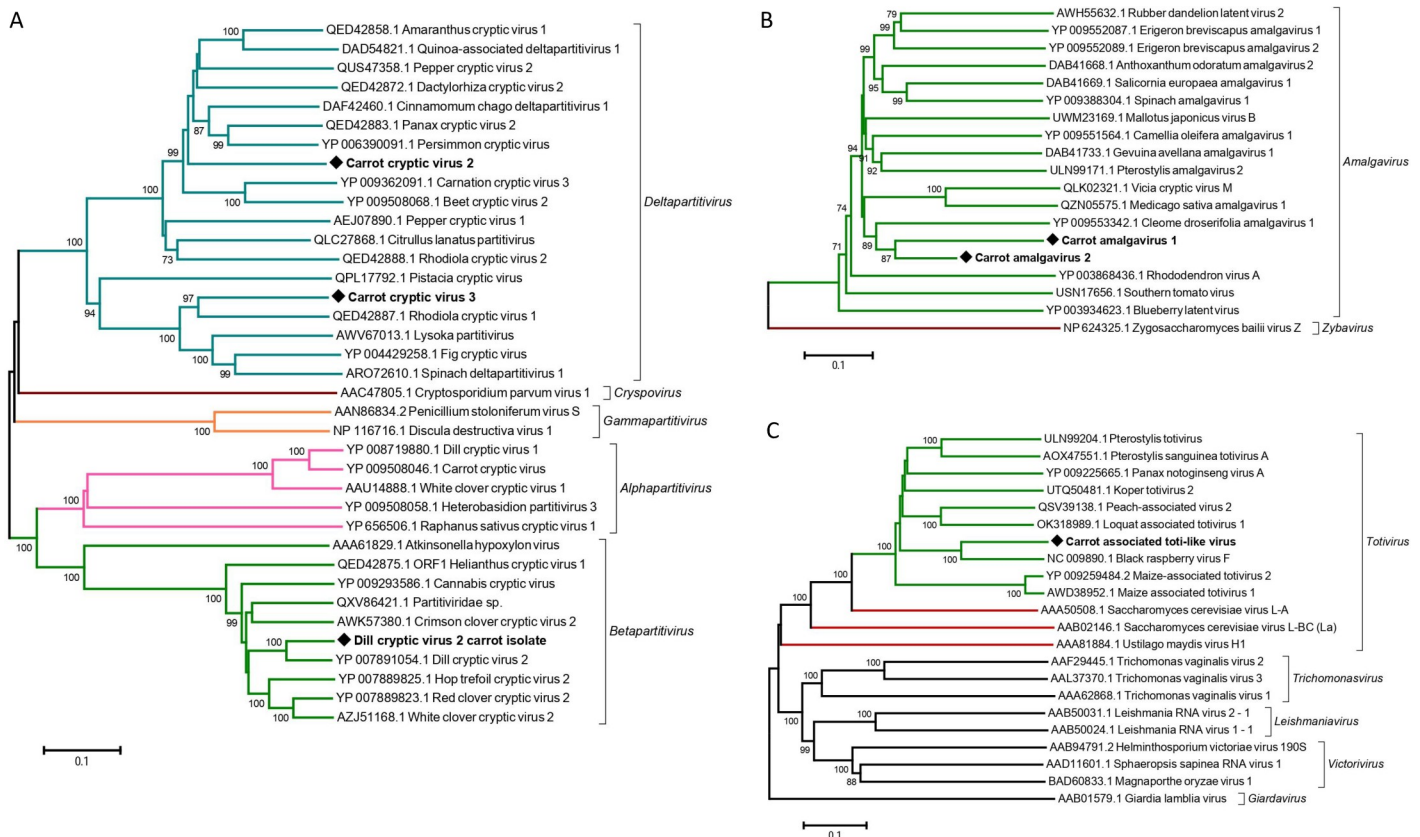 A
QED42858.1 Amaranthus cryptic virus 1
100
DAD54821.1 Quinoa-associated deltapartitivirus 1
QUS47358.1 Pepper cryptic virus 2
QED42872.1 Dactylorhiza cryptic virus 2
DAF42460.1 Cinnamomum chago deltapartitivirus 1
87
QED42883.1 Panax cryptic virus 2
99
YP 006390091.1 Persimmon cryptic virus
99
Carrot cryptic virus 2
YP 009362091.1 Carnation cryptic virus 3
100
YP 009508068.1 Beet cryptic virus 2
100
AEJ07890.1 Pepper cryptic virus 1
QLC27868.1 Citrullus lanatus partitivirus
73
QED42888.1 Rhodiola cryptic virus 2
100
QPL17792.1 Pistacia cryptic virus
97
Carrot cryptic virus 3
94
QED42887.1 Rhodiola cryptic virus 1
100
AWV67013.1 Lysoka partitivirus
100
YP 004429258.1 Fig cryptic virus
99
ARO72610.1 Spinach deltapartitivirus 1
Deltapartitivirus
AAC47805.1 Cryptosporidium parvum virus 1
Cryspovirus
AAN86834.2 Penicillium stoloniferum virus S
100
NP 116716.1 Discula destructiva virus 1
Gammapartitivirus
YP 008719880.1 Dill cryptic virus 1
100
YP 009508046.1 Carrot cryptic virus
100
AAU14888.1 White clover cryptic virus 1
100
YP 009508058.1 Heterobasidion partitivirus 3
YP 656506.1 Raphanus sativus cryptic virus 1
Alphapartitivirus
100
AAA61829.1 Atkinsonella hypoxylon virus
100
QED42875.1 ORF1 Helianthus cryptic virus 1
100
YP 009293586.1 Cannabis cryptic virus
99
QXV86421.1 Partitiviridae sp.
AWK57380.1 Crimson clover cryptic virus 2
Dill cryptic virus 2 carrot isolate
100
YP 007891054.1 Dill cryptic virus 2
100
YP 007889825.1 Hop trefoil cryptic virus 2
YP 007889823.1 Red clover cryptic virus 2
100
AZJ51168.1 White clover cryptic virus 2
Betapartitivirus
0.1
B
AWH55632.1 Rubber dandelion latent virus 2
79
YP 009552087.1 Erigeron breviscapus amalgavirus 1
99
YP 009552089.1 Erigeron breviscapus amalgavirus 2
99
DAB41668.1 Anthoxanthum odoratum amalgavirus 2
95
DAB41669.1 Salicornia europaea amalgavirus 1
99
YP 009388304.1 Spinach amalgavirus 1
UWM23169.1 Mallotus japonicus virus B
94
YP 009551564.1 Camellia oleifera amalgavirus 1
91
DAB41733.1 Gevuina avellana amalgavirus 1
92
ULN99171.1 Pterostylis amalgavirus 2
QLK02321.1 Vicia cryptic virus M
100
QZN05575.1 Medicago sativa amalgavirus 1
74
YP 009553342.1 Cleome droserifolia amalgavirus 1
89
Carrot amalgavirus 1
87
Carrot amalgavirus 2
71
YP 003868436.1 Rhododendron virus A
USN17656.1 Southern tomato virus
YP 003934623.1 Blueberry latent virus
Amalgavirus
NP 624325.1 Zygosaccharomyces bailii virus Z
Zybavirus
0.1
C
ULN99204.1 Pterostylis totivirus
100
AOX47551.1 Pterostylis sanguinea totivirus A
100
YP 009225665.1 Panax notoginseng virus A
UTQ50481.1 Koper totivirus 2
QSV39138.1 Peach-associated virus 2
100
OK318989.1 Loquat associated totivirus 1
Carrot associated toti-like virus
100
NC 009890.1 Black raspberry virus F
100
YP 009259484.2 Maize-associated totivirus 2
100
AWD38952.1 Maize associated totivirus 1
100
AAA50508.1 Saccharomyces cerevisiae virus L-A
100
AAB02146.1 Saccharomyces cerevisiae virus L-BC (La)
100
AAA81884.1 Ustilago maydis virus H1
Totivirus
AAF29445.1 Trichomonas vaginalis virus 2
100
AAL37370.1 Trichomonas vaginalis virus 3
100
AAA62868.1 Trichomonas vaginalis virus 1
Trichomonasvirus
100
AAB50031.1 Leishmania RNA virus 2 - 1
100
AAB50024.1 Leishmania RNA virus 1 - 1
Leishmaniavirus
99
AAB94791.2 Helminthosporium victoriae virus 190S
100
AAD11601.1 Sphaeropsis sapinea RNA virus 1
88
BAD60833.1 Magnaporthe oryzae virus 1
Victorivirus
AAB01579.1 Giardia lamblia virus
Giardavirus
0.1